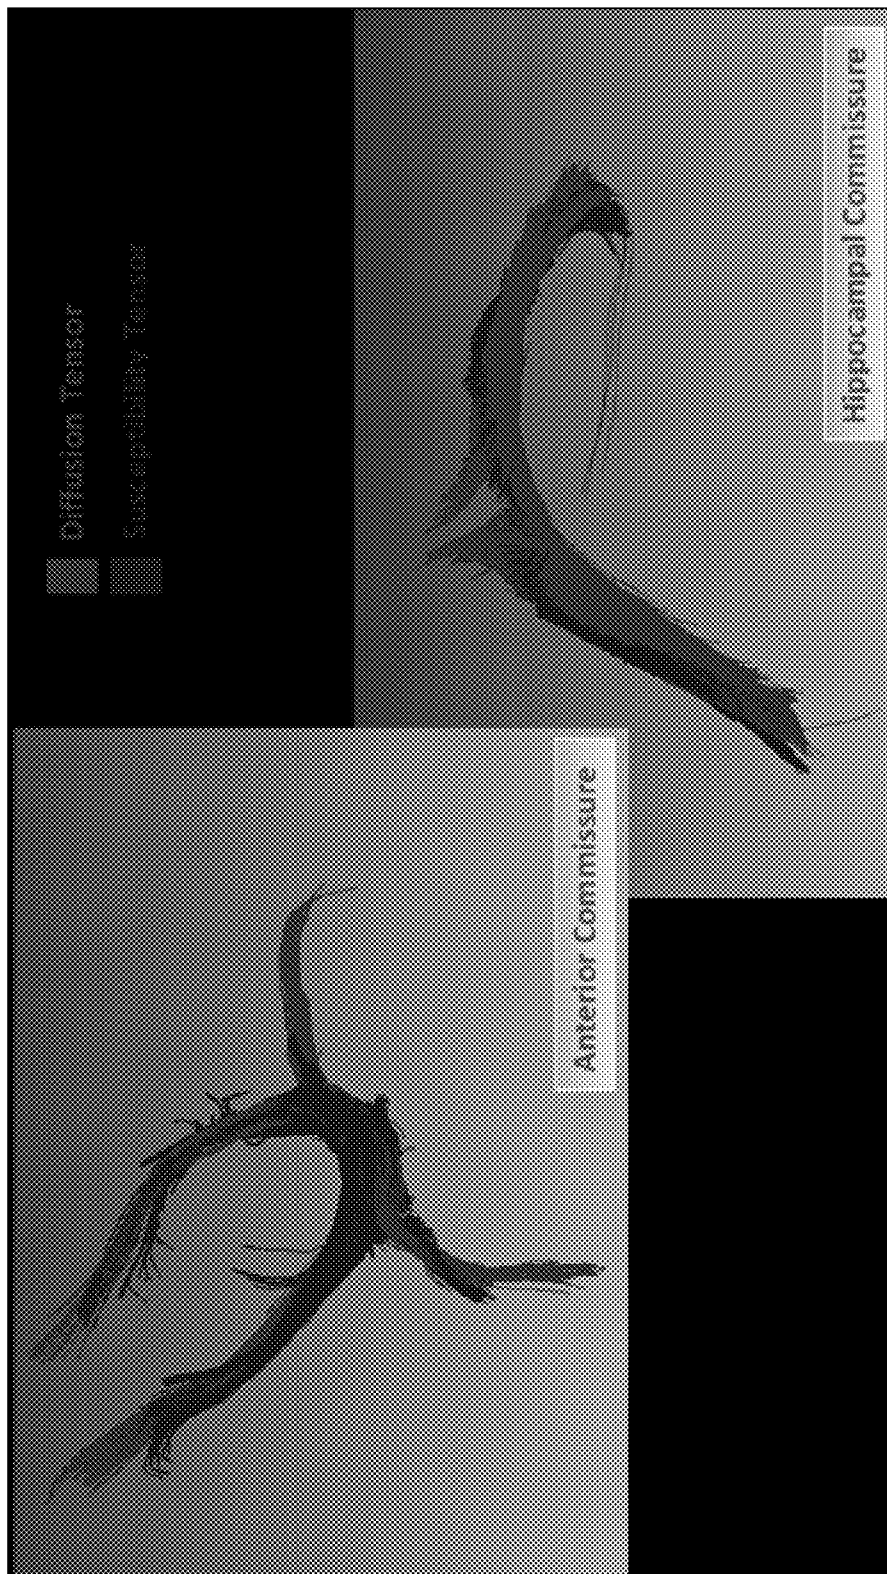 Diffusion Tensor
Susceptibility Tensor
Hippocampal Commissure
Anterior Commissure